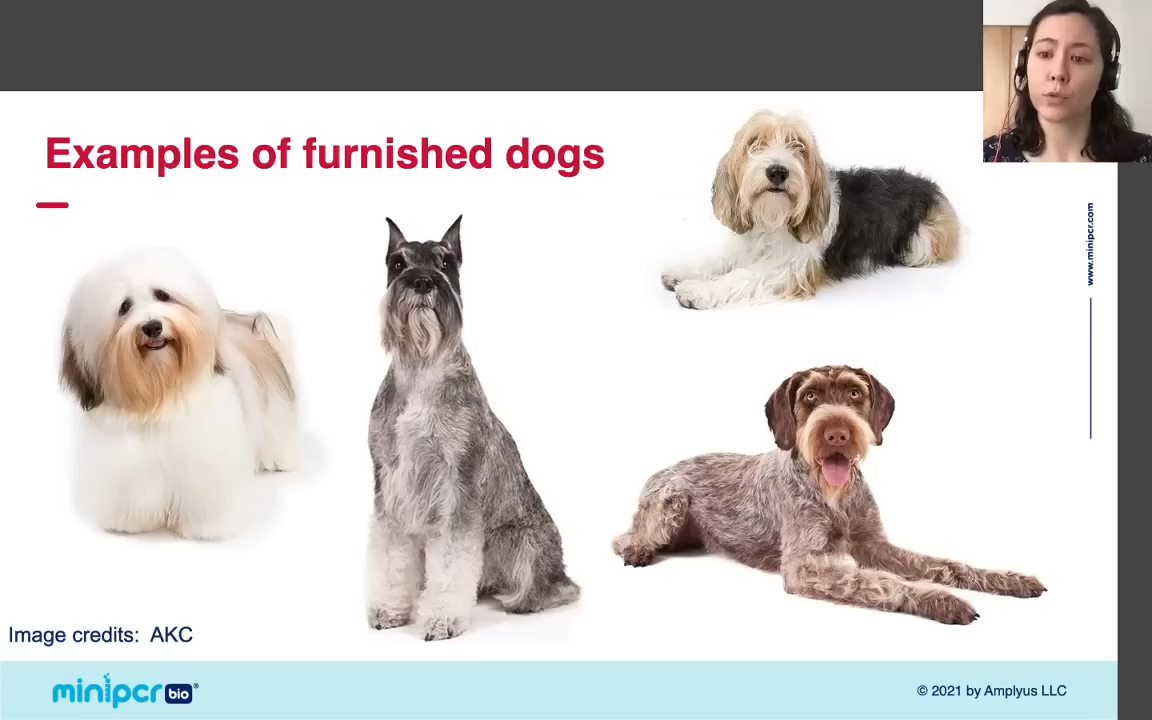 Examples of furnished dogs
www.minipcr.com
Image credits: AKC
minipcr bio®
© 2021 by Amplyus LLC